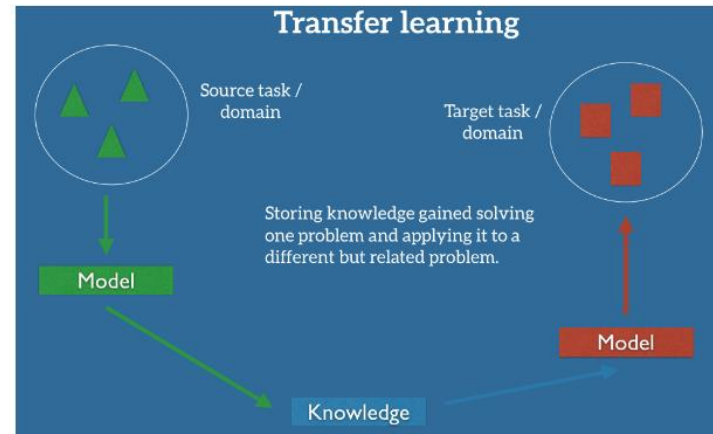 Transfer learning
Source task /
domain
Target task /
domain
Storing knowledge gained solving
one problem and applying it to a
different but related problem.
Model
Model
Knowledge